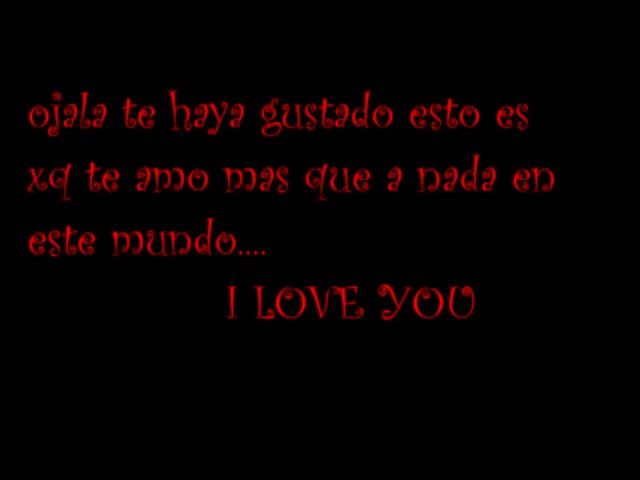 ojala te haya gustado esto es
xq te amo mas que a nada en
este mundo....
I LOVE YOU